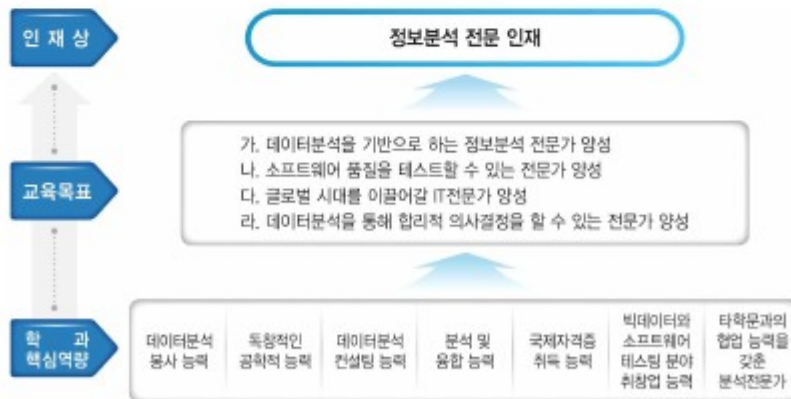 인 재 상
정보분석 전문 인재
교육목표
가. 데이터분석을 기반으로 하는 정보분석 전문가 양성
나. 소프트웨어 품질을 테스트할 수 있는 전문가 양성
다. 글로벌 시대를 이끌어갈 IT전문가 양성
라. 데이터분석을 통해 합리적 의사결정을 할 수 있는 전문가 양성
학 과
핵심역량
데이터분석
봉사 능력
독창적인
공학적 능력
데이터분석
컨설팅 능력
분석 및
융합 능력
국제자격증
취득 능력
빅데이터와
소프트웨어
테스팅 분야
취창업 능력
타학문과의
협업 능력을
갖춘
분석전문가